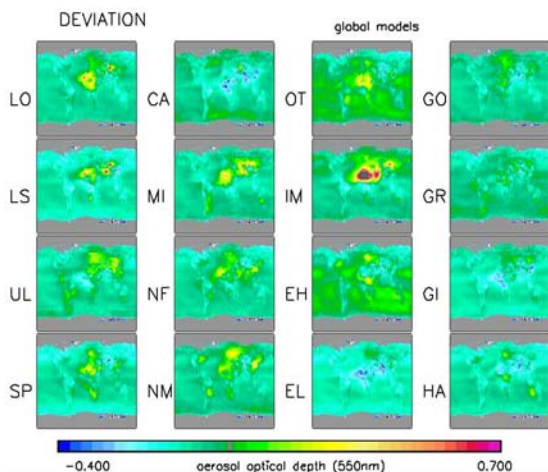 DEVIATION
global models
LO CA OT GO
LS MI IM GR
UL NF EH GI
SP NM EL HA
-0.400 aerosol optical depth (550nm) 0.700